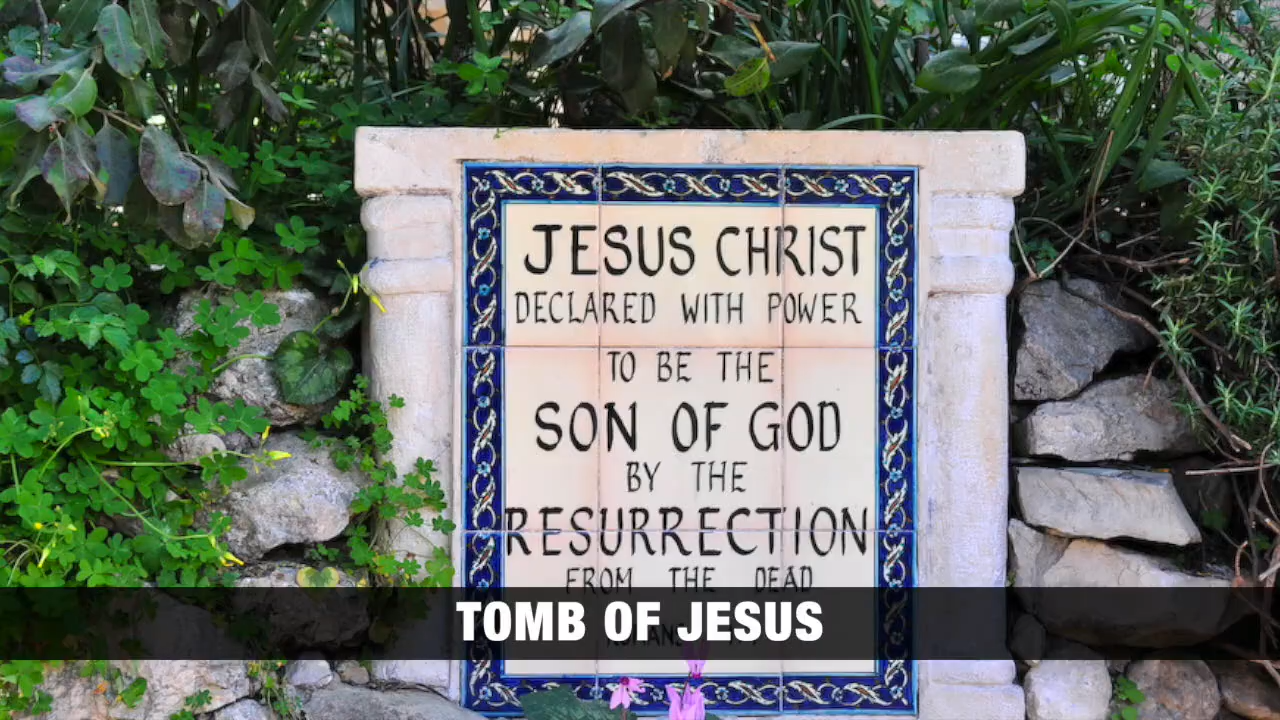 JESUS CHRIST
DECLARED WITH POWER
TO BE THE
SON OF GOD
BY THE
RESURRECTION
FROM THE DEAD
TOMB OF JESUS